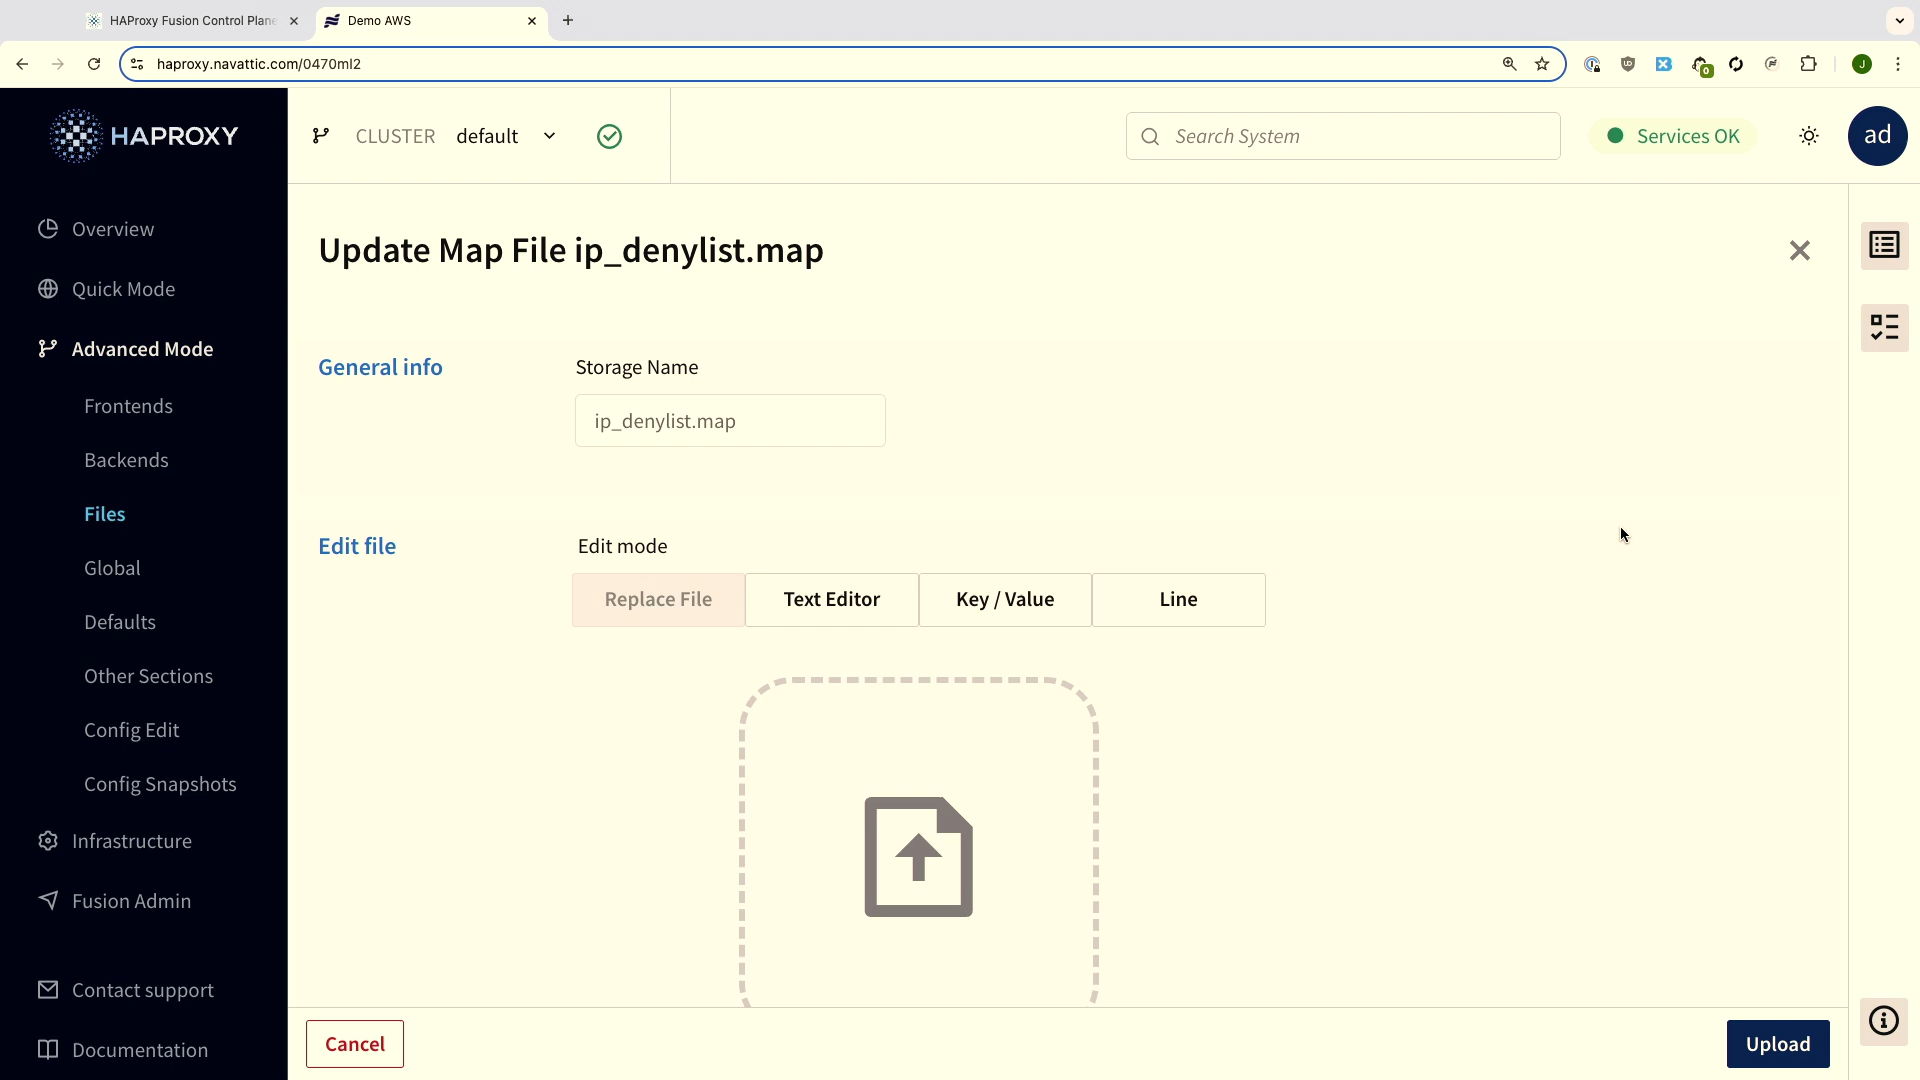 HAProxy Fusion Control Plane
Demo AWS
haproxy.navattic.com/0470ml2
0
J
HAPROXY
CLUSTER default
Search System
Services OK
ad
Overview
Quick Mode
Advanced Mode
Frontends
Backends
Files
Global
Defaults
Other Sections
Config Edit
Config Snapshots
Infrastructure
Fusion Admin
Contact support
Documentation
Update Map File ip_denylist.map
General info
Storage Name
ip_denylist.map
Edit file
Edit mode
Replace File
Text Editor
Key / Value
Line
Cancel
Upload